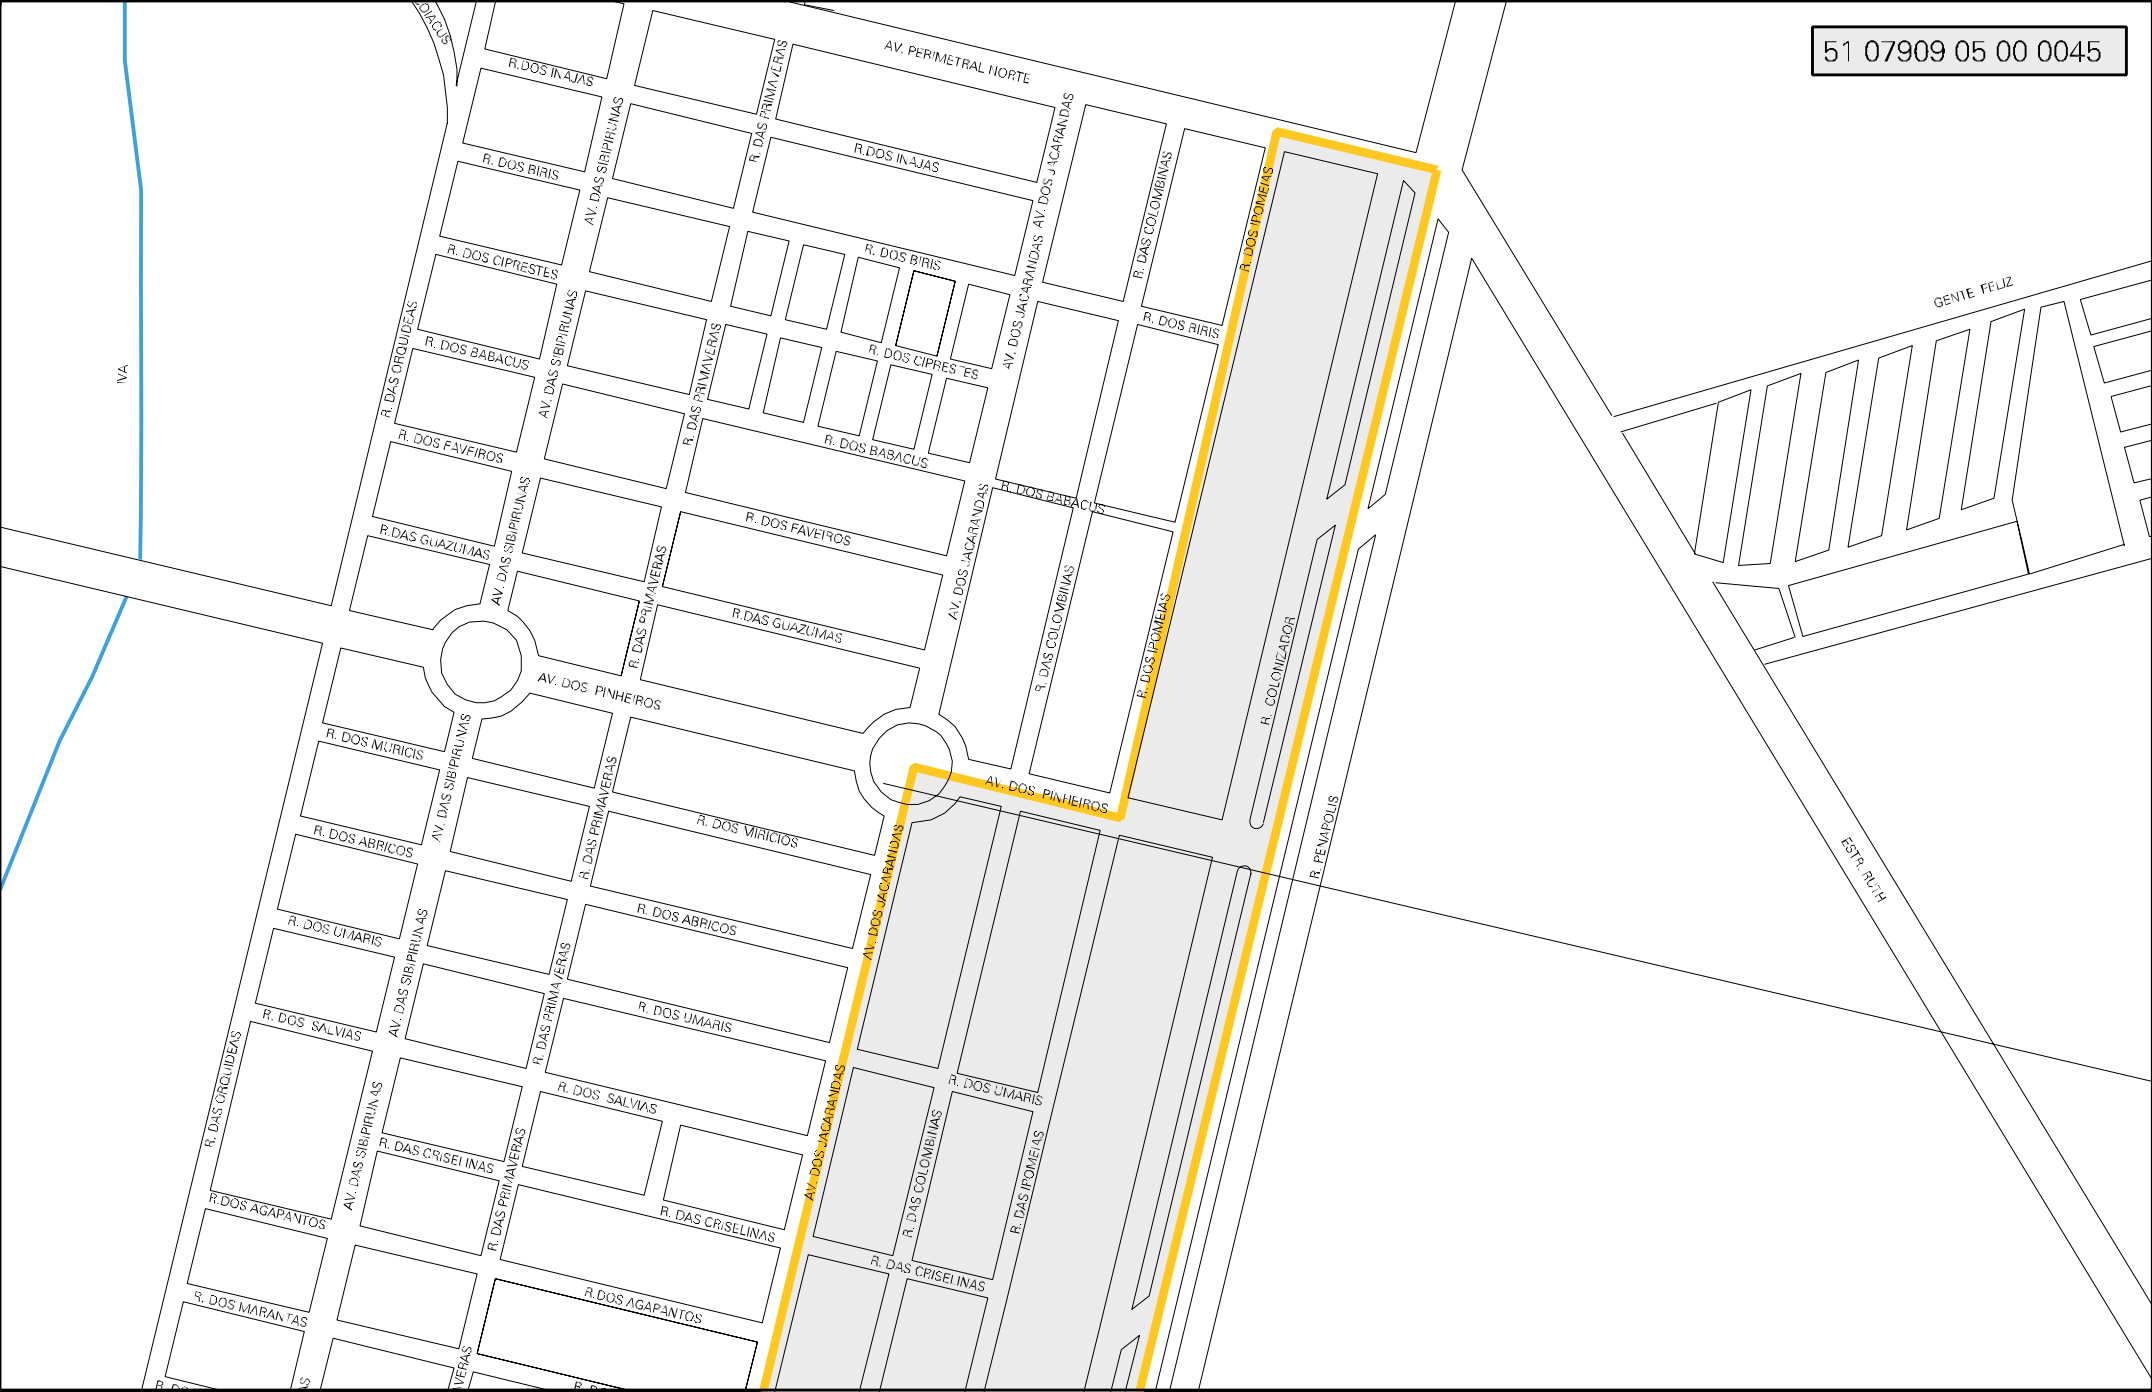 51 07909 05 00 0045
AV. PERIMETRAL NORTE
R.DOS INAJAS
R. DAS PRIMAVERAS
AV. DAS SIBIPIRUNAS
AV. DOS JACARANDAS
R.DOS INAJAS
R. DOS BIRIS
R. DAS COLOMBINAS
R. DOS IPOMEIAS
R. DOS CIPRESTES
R. DOS BIRIS
AV. DOS JACARANDAS
GENTE FELIZ
R. DAS ORQUIDEAS
R. DOS BABACUS
AV. DAS SIBIPIRUNAS
R. DAS PRIMAVERAS
R. DOS CIPRESTES
R. DOS BIRIS
IVA
R. DOS FAVEIROS
R. DOS BABACUS
R. DOS BABACUS
R.DAS GUAZUMAS
AV. DAS SIBIPIRUNAS
R. DOS FAVEIROS
AV. DOS JACARANDAS
R. DAS PRIMAVERAS
R.DAS GUAZUMAS
R. DAS COLOMBINAS
R. DOS IPOMEIAS
R. COLONIZADOR
AV. DOS PINHEIROS
R. DOS MURICIS
AV. DAS SIBIPIRUNAS
R. DAS PRIMAVERAS
AV. DOS PINHEIROS
R. DOS MIRICIOS
R. PENAPOLIS
R. DOS ABRICOS
AV. DOS JACARANDAS
ESTR. RUTH
R. DOS ABRICOS
R. DOS UMARIS
AV. DAS SIBIPIRUNAS
R. DAS PRIMAVERAS
R. DOS UMARIS
R. DOS SALVIAS
R. DAS ORQUIDEAS
R. DOS SALVIAS
AV. DOS JACARANDAS
R. DOS UMARIS
AV. DAS SIBIPIRUNAS
R. DAS CRISELINAS
R. DAS PRIMAVERAS
R. DAS COLOMBINAS
R. DAS IPOMEIAS
R.DOS AGAPANTOS
R. DAS CRISELINAS
R. DAS CRISELINAS
R. DOS MARANTAS
R.DOS AGAPANTOS